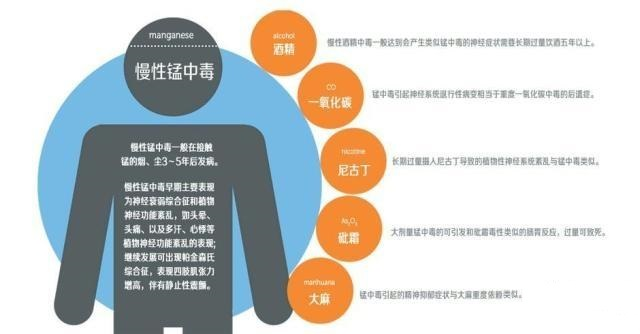 manganese
慢性锰中毒
慢性锰中毒一般在接触
锰的烟、尘3~5年后发病。
慢性锰中毒早期主要表现
为神经衰弱综合征和植物
神经功能紊乱，如头晕、
头痛、以及多汗、心悸等
植物神经功能紊乱的表现；
继续发展可出现帕金森氏
综合征，表现四肢肌张力
增高，伴有静止性震颤。
alcohol
酒精
慢性酒精中毒一般达到会产生类似锰中毒的神经症状需要长期过量饮酒五年以上。
CO
一氧化碳
锰中毒引起神经系统退行性病变相当于重度一氧化碳中毒的后遗症。
nicotine
尼古丁
长期过量摄入尼古丁导致的植物性神经系统紊乱与锰中毒类似。
As₂O₃
砒霜
大剂量锰中毒的可引发和砒霜毒性类似的肠胃反应，过量可致死。
marihuana
大麻
锰中毒引起的精神抑郁症状与大麻重度依赖类似。